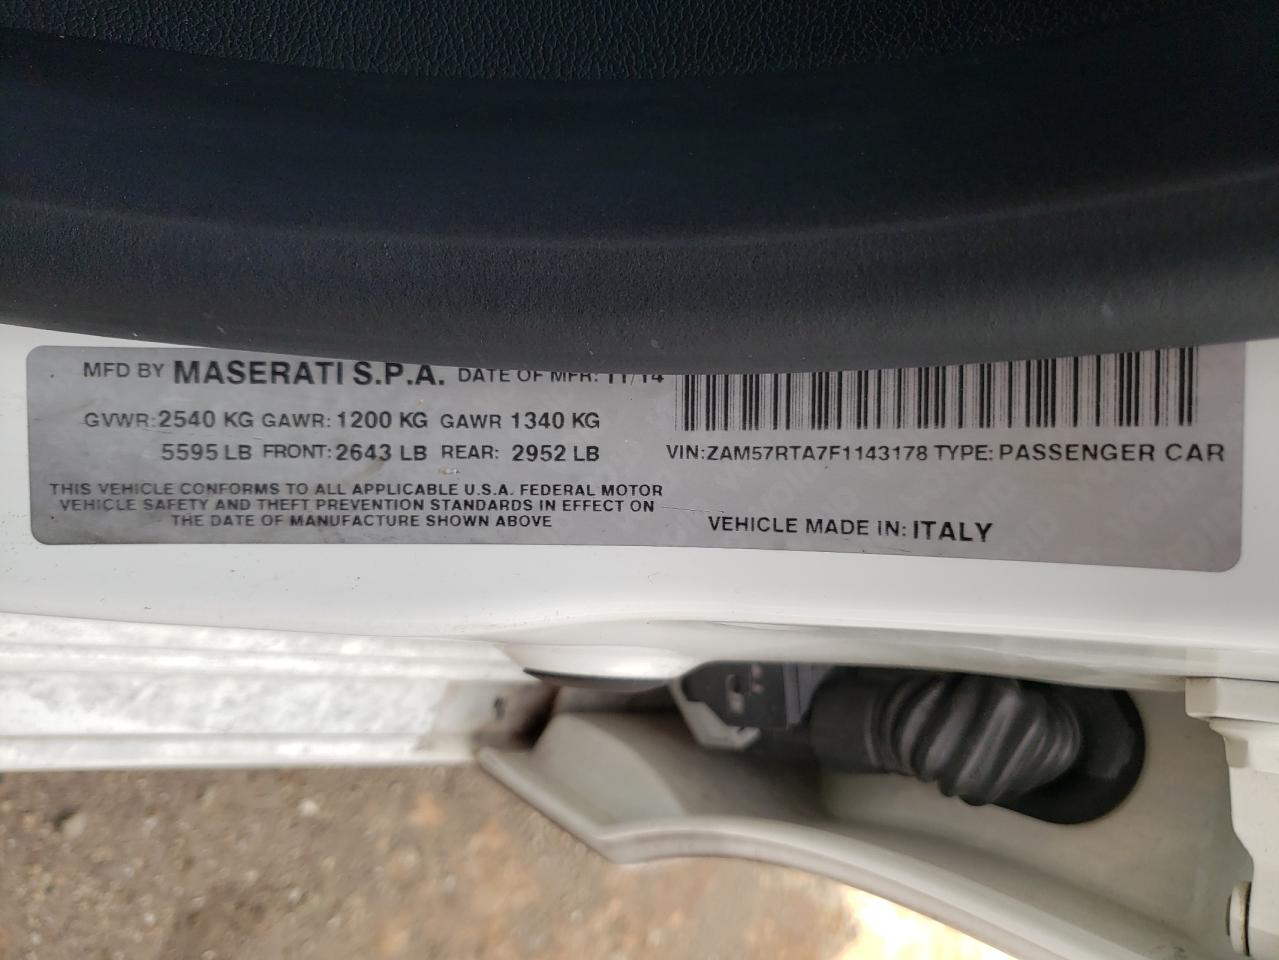 MFD BY MASERATI S.P.A. DATE OF MFR: 11/14
GVWR: 2540 KG GAWR: 1200 KG GAWR 1340 KG
5595 LB FRONT: 2643 LB REAR: 2952 LB
VIN:ZAM57RTA7F1143178 TYPE: PASSENGER CAR
THIS VEHICLE CONFORMS TO ALL APPLICABLE U.S.A. FEDERAL MOTOR
VEHICLE SAFETY AND THEFT PREVENTION STANDARDS IN EFFECT ON
THE DATE OF MANUFACTURE SHOWN ABOVE
VEHICLE MADE IN: ITALY